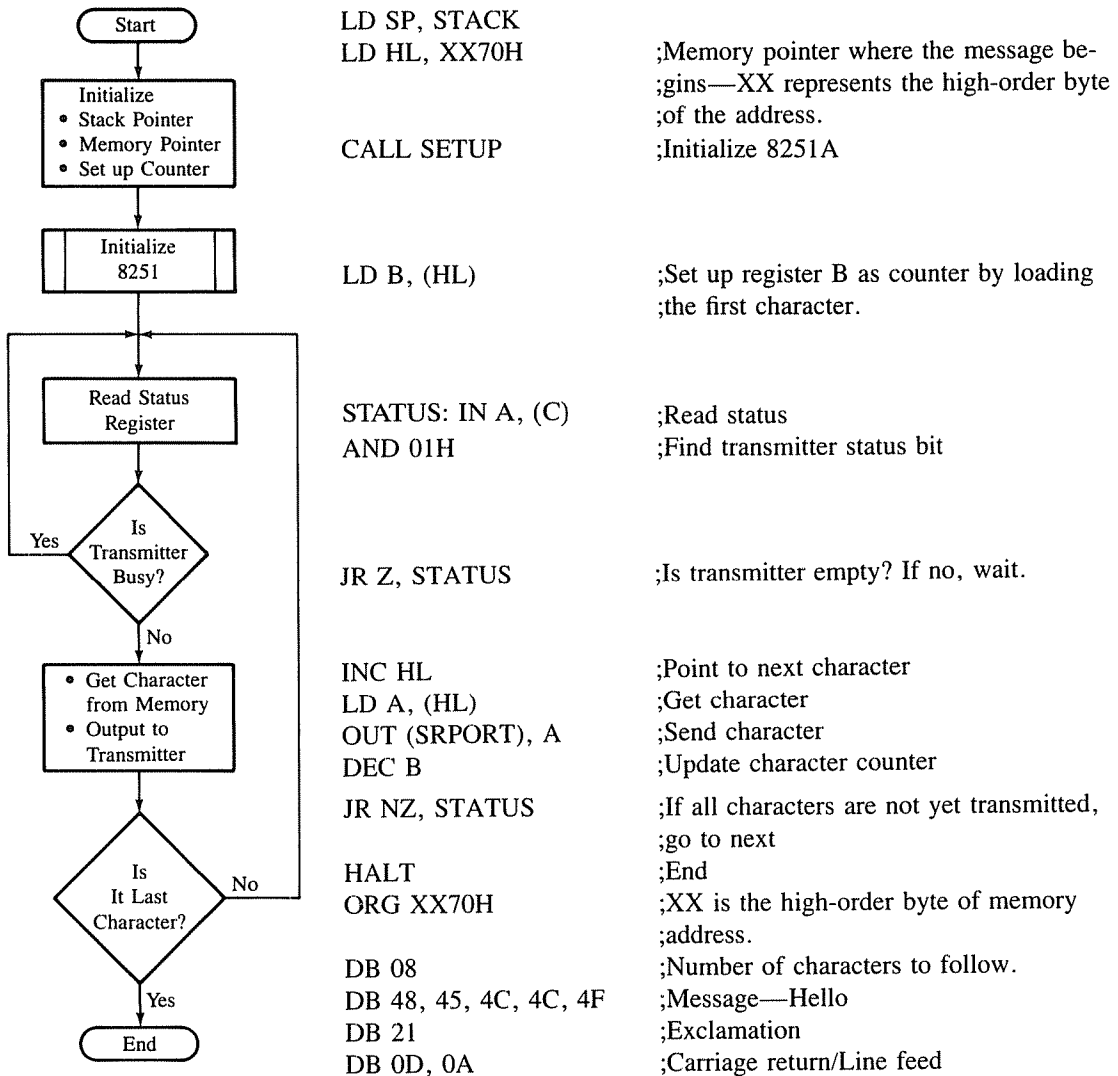 Start
Initialize
• Stack Pointer
• Memory Pointer
• Set up Counter
Initialize
8251
Read Status
Register
Is
Transmitter
Busy?
Yes
No
• Get Character
from Memory
• Output to
Transmitter
Is
It Last
Character?
No
Yes
End
LD SP, STACK
LD HL, XX70H ;Memory pointer where the message be-
;gins—XX represents the high-order byte
;of the address.
CALL SETUP ;Initialize 8251A
LD B, (HL) ;Set up register B as counter by loading
;the first character.
STATUS: IN A, (C) ;Read status
AND 01H ;Find transmitter status bit
JR Z, STATUS ;Is transmitter empty? If no, wait.
INC HL ;Point to next character
LD A, (HL) ;Get character
OUT (SRPORT), A ;Send character
DEC B ;Update character counter
JR NZ, STATUS ;If all characters are not yet transmitted,
;go to next
HALT ;End
ORG XX70H ;XX is the high-order byte of memory
;address.
DB 08 ;Number of characters to follow.
DB 48, 45, 4C, 4C, 4F ;Message—Hello
DB 21 ;Exclamation
DB 0D, 0A ;Carriage return/Line feed